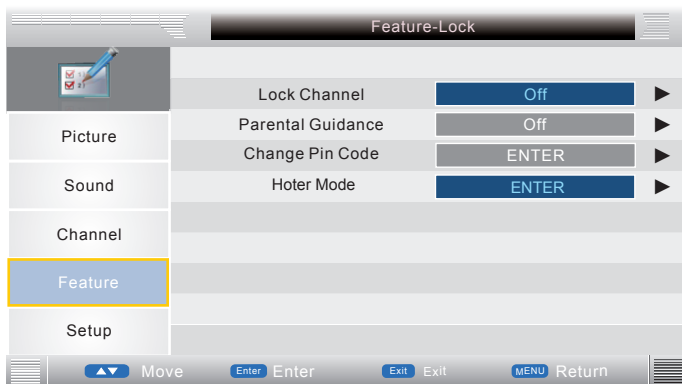 Feature-Lock
Lock Channel Off
Parental Guidance Off
Change Pin Code ENTER
Hoter Mode ENTER
Picture
Sound
Channel
Feature
Setup
Move Enter Enter Exit Exit MENU Return